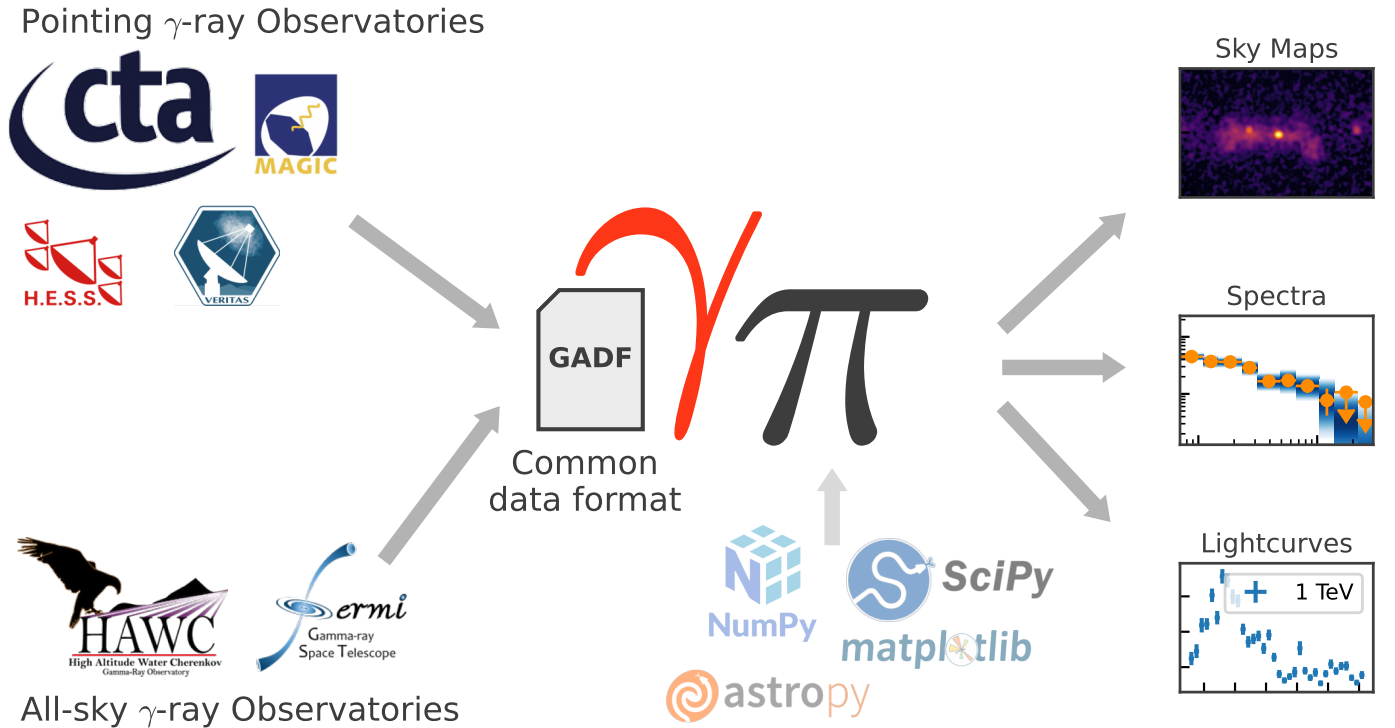 Pointing γ-ray Observatories
cta
MAGIC
H.E.S.S.
VERITAS
GADF
γπ
Common
data format
HAWC
High Altitude Water Cherenkov
Gamma-Ray Observatory
Fermi
Gamma-ray
Space Telescope
All-sky γ-ray Observatories
NumPy
SciPy
matplotlib
astropy
Sky Maps
Spectra
Lightcurves
1 TeV